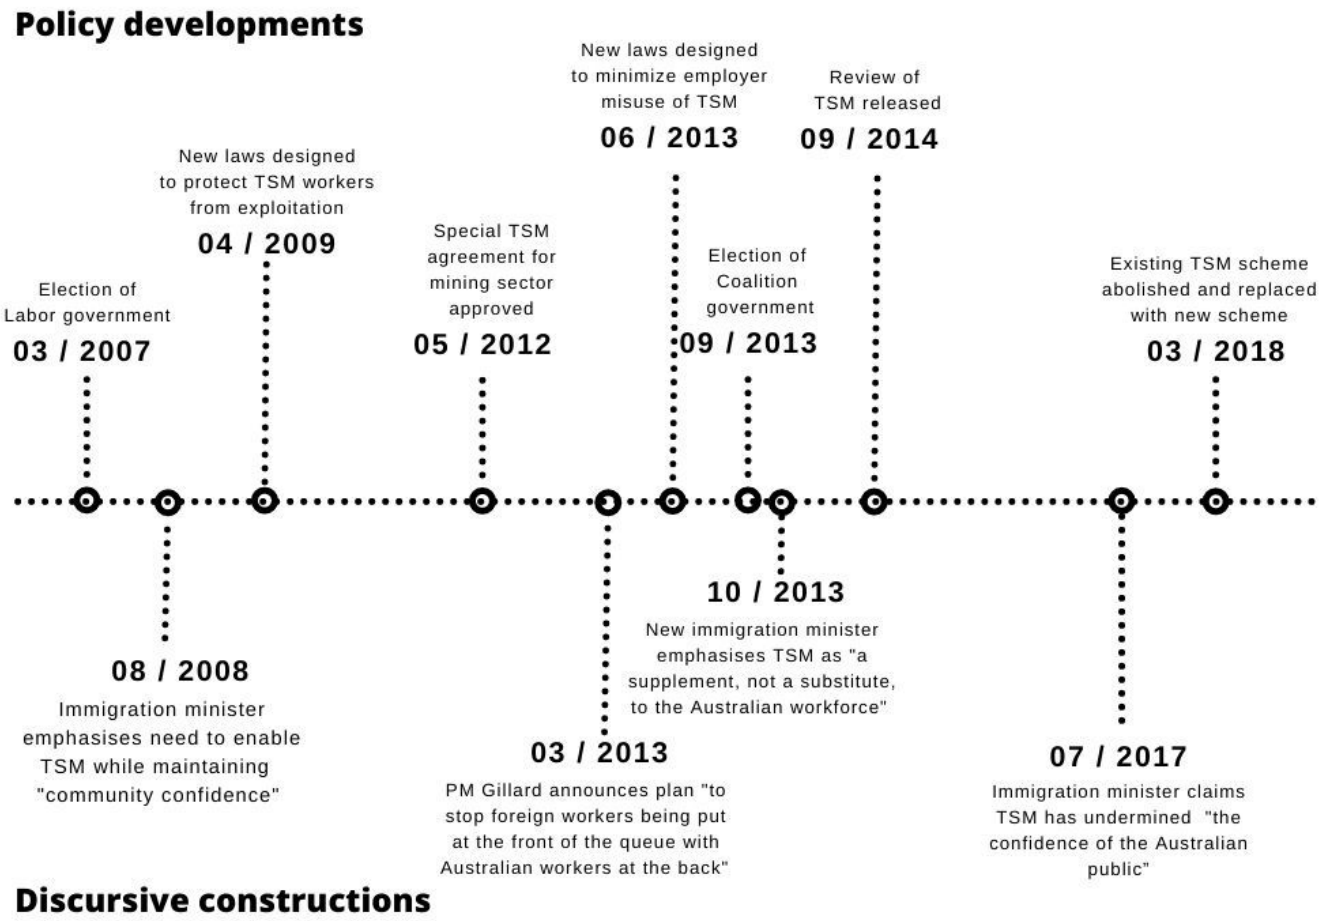 Policy developments
Election of
Labor government
03 / 2007
New laws designed
to protect TSM workers
from exploitation
04 / 2009
Special TSM
agreement for
mining sector
approved
05 / 2012
New laws designed
to minimize employer
misuse of TSM
06 / 2013
Election of
Coalition
government
09 / 2013
Review of
TSM released
09 / 2014
Existing TSM scheme
abolished and replaced
with new scheme
03 / 2018
08 / 2008
Immigration minister
emphasises need to enable
TSM while maintaining
"community confidence"
03 / 2013
PM Gillard announces plan "to
stop foreign workers being put
at the front of the queue with
Australian workers at the back"
10 / 2013
New immigration minister
emphasises TSM as "a
supplement, not a substitute,
to the Australian workforce"
07 / 2017
Immigration minister claims
TSM has undermined "the
confidence of the Australian
public"
Discursive constructions